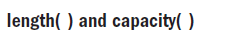 length( ) and capacity( )